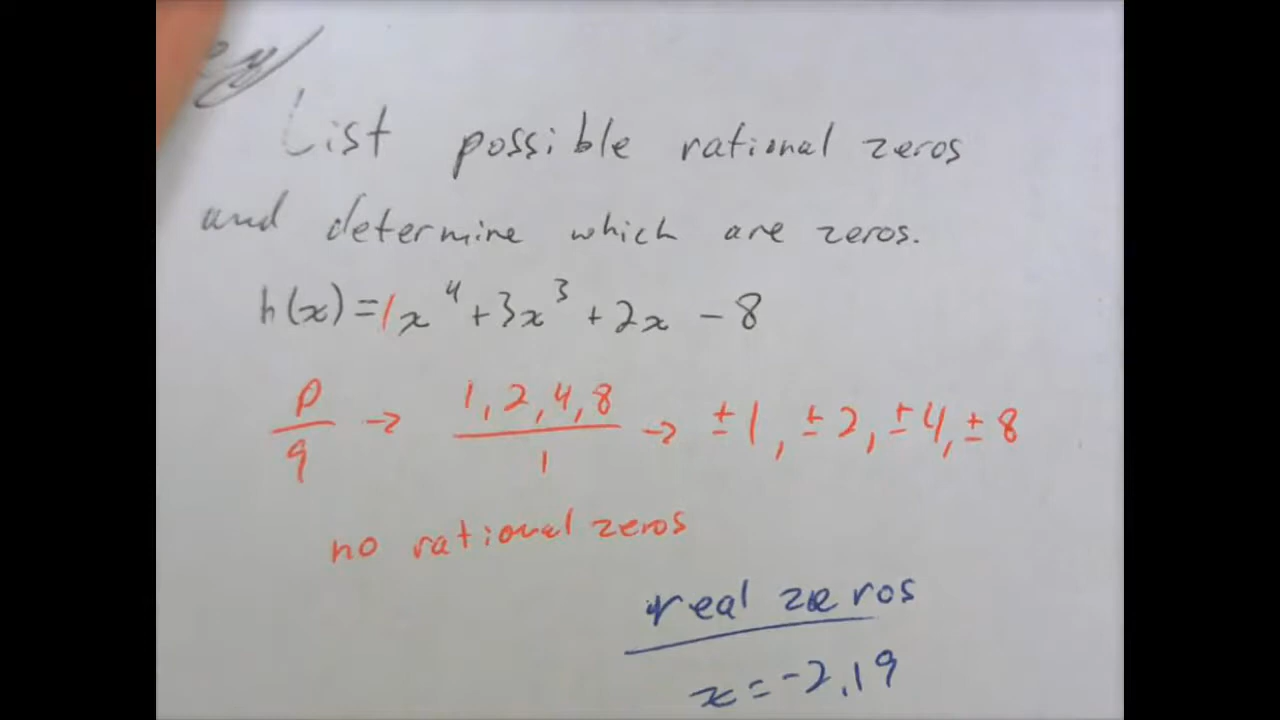 List possible rational zeros
and determine which are zeros.
h(x)=1x⁴+3x³+2x-8
p/q → 1,2,4,8/1 → ±1, ±2, ±4, ±8
no rational zeros
real zeros
x=-2.19